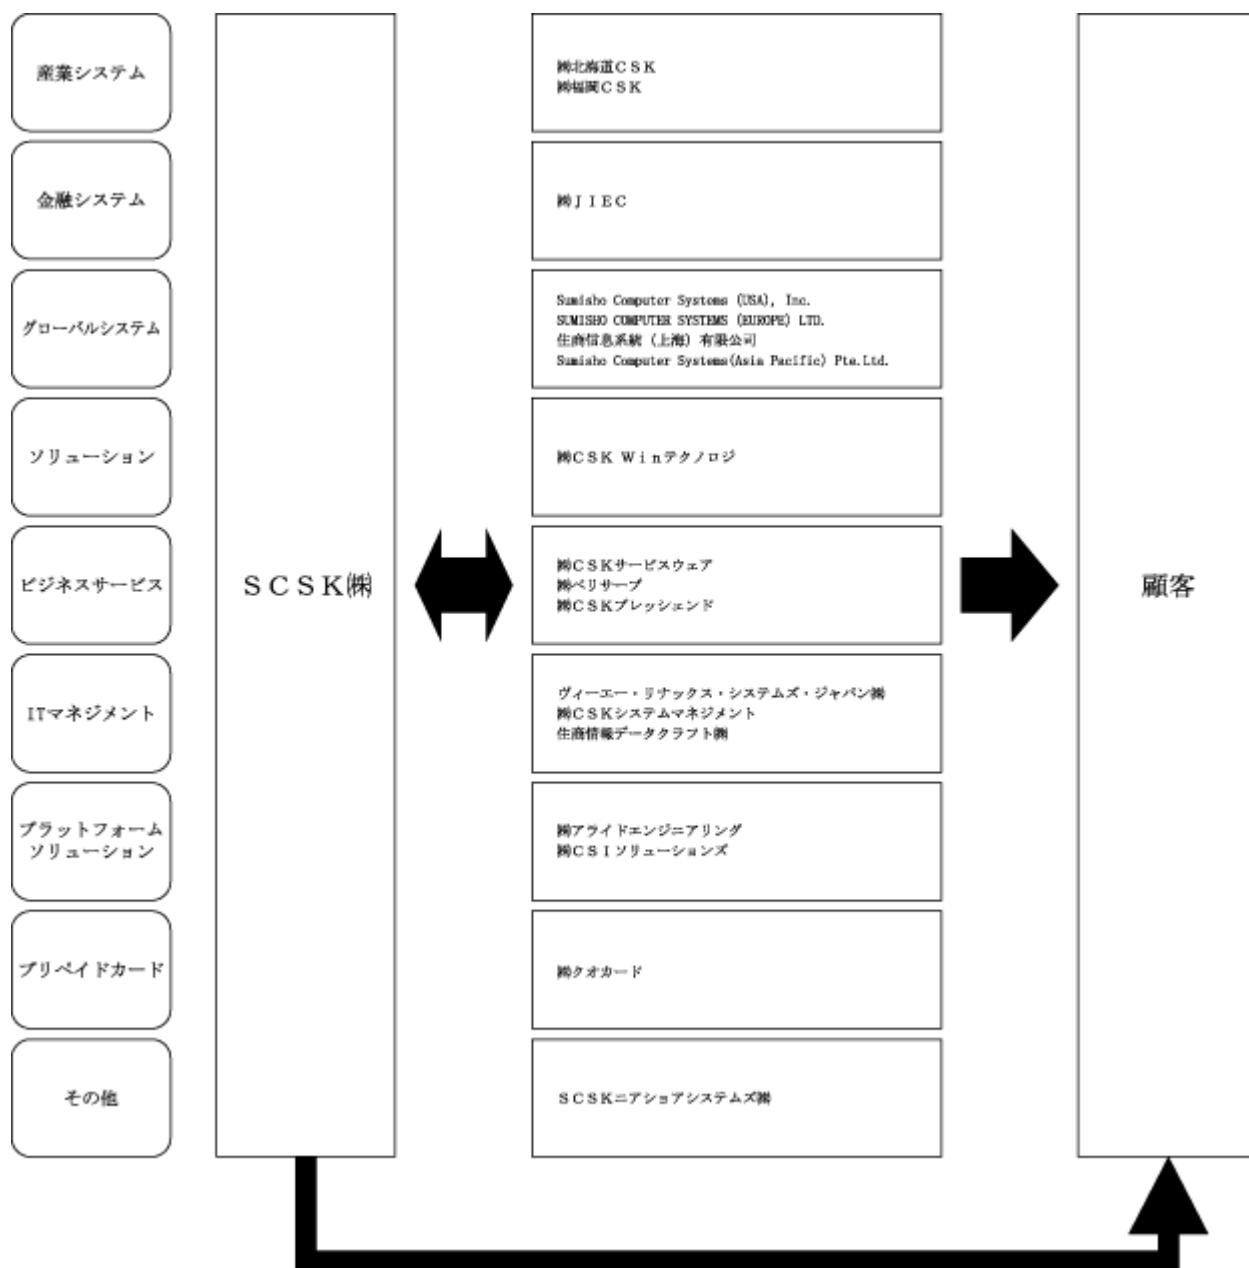 産業システム
㈱北海道CSK
㈱福岡CSK
金融システム
㈱JIEC
グローバルシステム
Sumisho Computer Systems (USA), Inc.
SUMISHO COMPUTER SYSTEMS (EUROPE) LTD.
住商信息系統（上海）有限公司
Sumisho Computer Systems(Asia Pacific) Pte.Ltd.
ソリューション
㈱CSK Winテクノロジ
ビジネスサービス
SCSK㈱
㈱CSKサービスウェア
㈱ベリサーブ
㈱CSKプレッシェンド
顧客
ITマネジメント
ヴィーエー・リナックス・システムズ・ジャパン㈱
㈱CSKシステムマネジメント
住商情報データクラフト㈱
プラットフォーム
ソリューション
㈱アライドエンジニアリング
㈱CSIソリューションズ
プリペイドカード
㈱クオカード
その他
SCSKニアショアシステムズ㈱